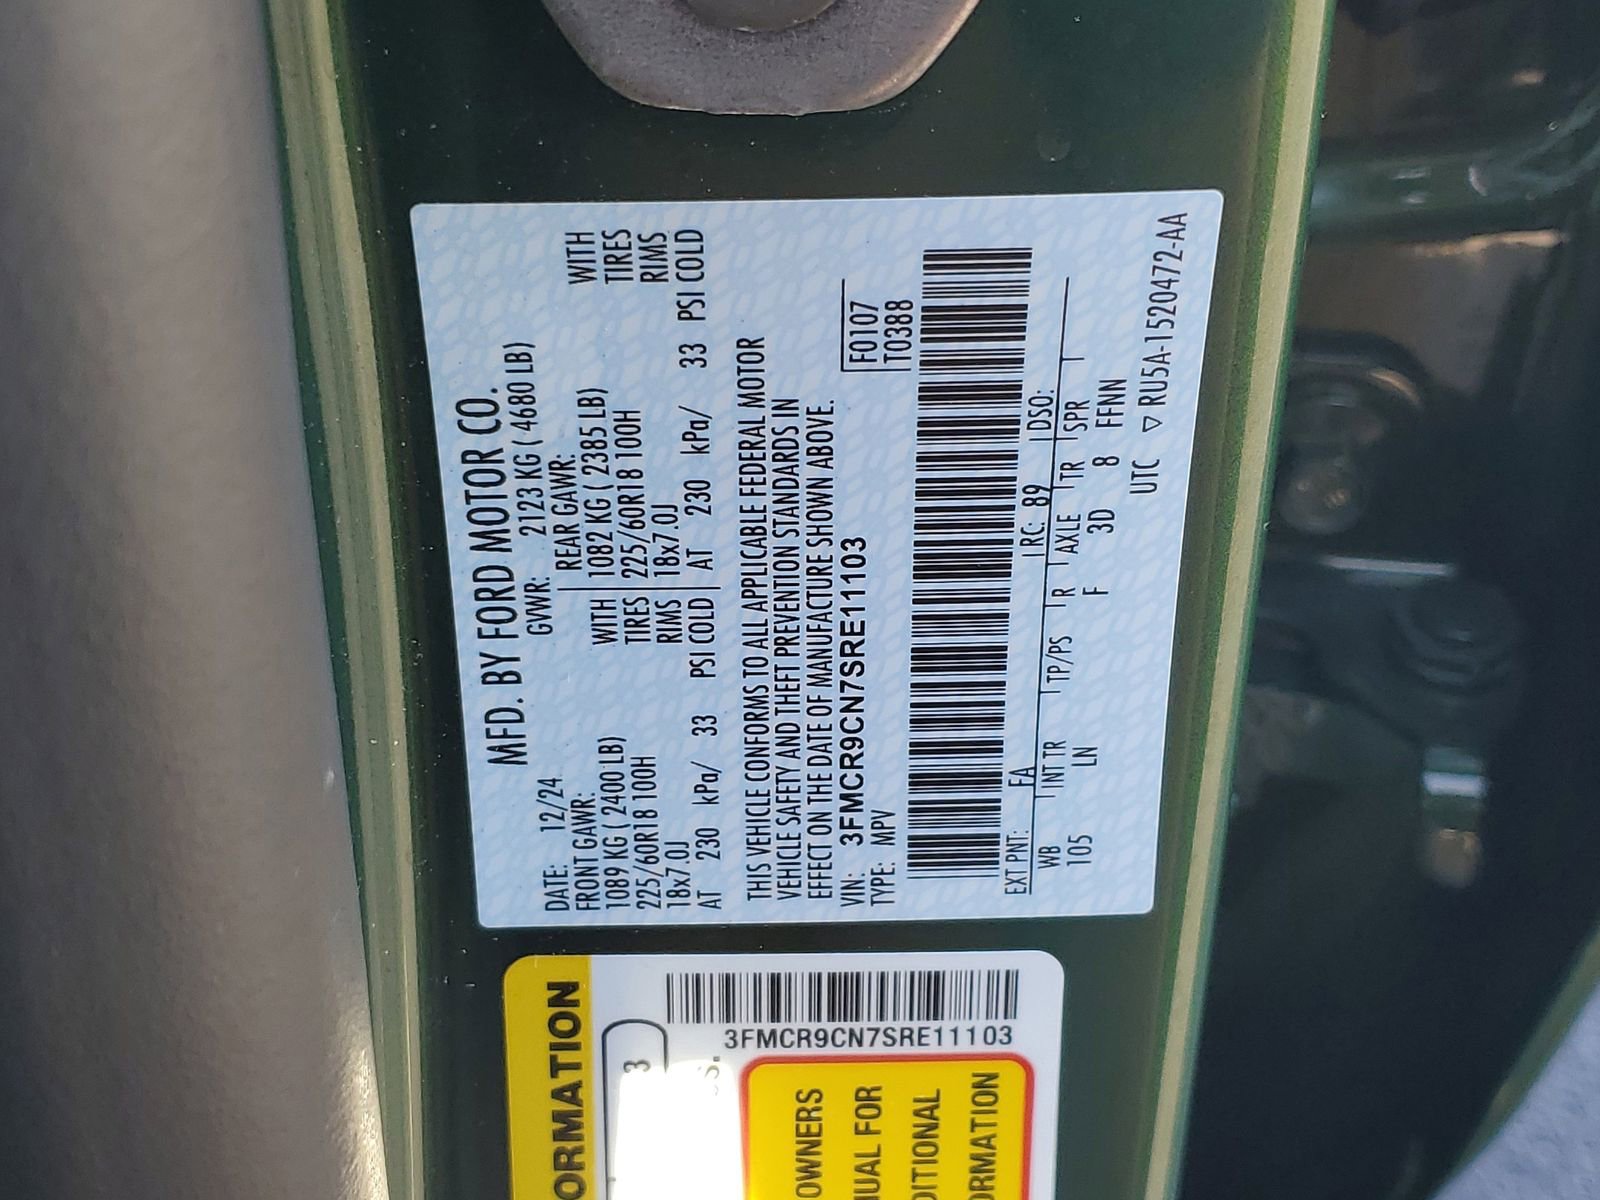 MFD. BY FORD MOTOR CO.
DATE: 12/24 GVWR: 2123 KG ( 4680 LB)
FRONT GAWR: REAR GAWR:
1089 KG ( 2400 LB) WITH 1082 KG ( 2385 LB) WITH
225/60R18 100H TIRES 225/60R18 100H TIRES
18x7.0J RIMS 18x7.0J RIMS
AT 230 kPa/ 33 PSI COLD AT 230 kPa/ 33 PSI COLD
THIS VEHICLE CONFORMS TO ALL APPLICABLE FEDERAL MOTOR
VEHICLE SAFETY AND THEFT PREVENTION STANDARDS IN
EFFECT ON THE DATE OF MANUFACTURE SHOWN ABOVE.
VIN: 3FMCR9CN7SRE11103 F0107
TYPE: MPV T0388
EXT PNT: FA RC: 89 DSO:
WB INT TR TP/PS R AXLE TR SPR
105 LN F 3D 8 FFNN
UTC ▽ RU5A-1520472-AA
ORMATION
3
S.
3FMCR9CN7SRE11103
OWNERS
UAL FOR
DITIONAL
ORMATION